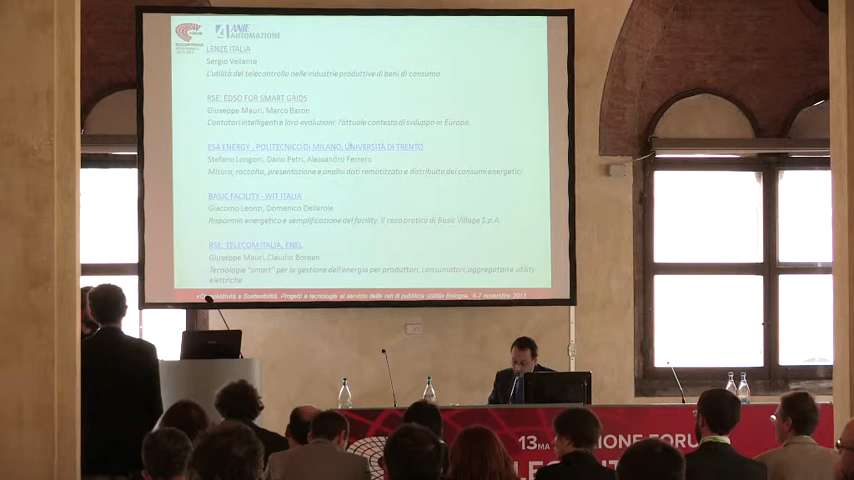 ANIE
AUTOMAZIONE
LENZE ITALIA
Sergio Vellante
L'utilità del telecontrollo nelle industrie produttive di beni di consumo
RSE; EDSO FOR SMART GRIDS
Giuseppe Mauri, Marco Baron
Contatori intelligenti e loro evoluzioni: l'attuale contesto di sviluppo in Europa.
ESA ENERGY, POLITECNICO DI MILANO, UNIVERSITÀ DI TRENTO
Stefano Longoni, Dario Petri, Alessandro Ferrero
Misura, raccolta, presentazione e analisi dati remotizzata e distribuita dei consumi energetici
BASIC FACILITY - WIT ITALIA
Giacomo Leonzi, Domenico Dellarole
Risparmio energetico e semplificazione del facility. Il caso pratico di Basic Village S.p.A.
RSE; TELECOM ITALIA, ENEL
Giuseppe Mauri, Claudio Borean
Tecnologie "smart" per la gestione dell'energia per produttori, consumatori, aggregatori e utility
elettriche
Competitività e Sostenibilità. Progetti e tecnologie al servizio delle reti di pubblica utilità Bologna, 6-7 novembre 2013
13MA